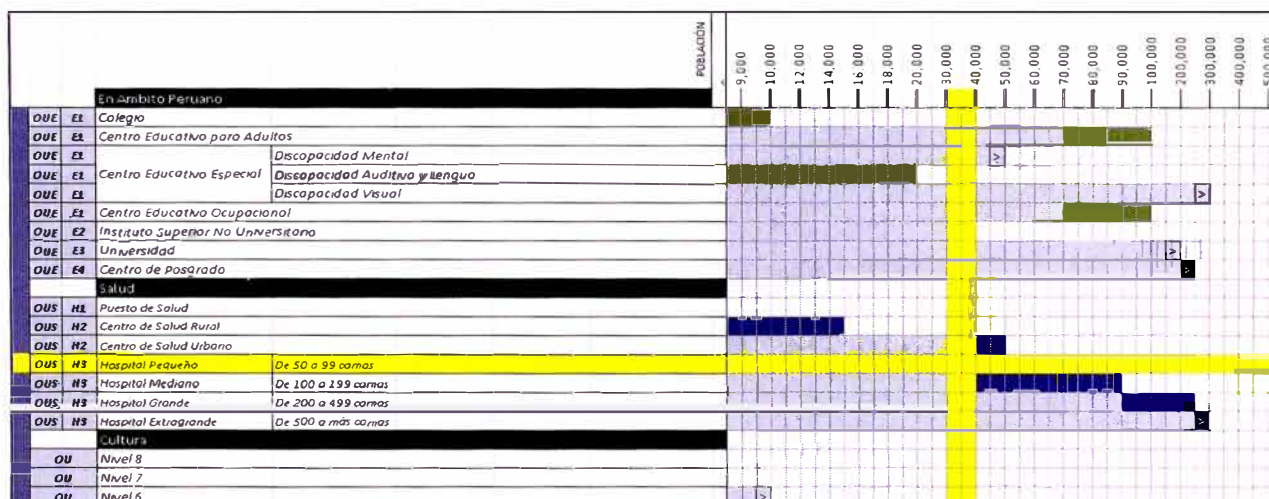 POBLACIÓN 9,000 10,000 12,000 14,000 16,000 18,000 20,000 30,000 40,000 50,000 60,000 70,000 80,000 90,000 100,000 200,000 300,000 400,000
En Ambito Peruano
OUE E1 Colegio
OUE E1 Centro Educativo para Adultos
OUE E1 Discapacidad Mental >
OUE E1 Centro Educativo Especial Discapacidad Auditiva y Lengua
OUE E1 Discapacidad Visual >
OUE E1 Centro Educativo Ocupacional
OUE E2 Instituto Superior No Universitario
OUE E3 Universidad >
OUE E4 Centro de Posgrado >
Salud
OUS H1 Puesto de Salud
OUS H2 Centro de Salud Rural
OUS H2 Centro de Salud Urbano
OUS H3 Hospital Pequeño De 50 a 99 camas
OUS H3 Hospital Mediano De 100 a 199 camas
OUS H3 Hospital Grande De 200 a 499 camas
OUS H3 Hospital Extragrande De 500 a más camas >
Cultura
OU Nivel 8
OU Nivel 7
OU Nivel 6 >